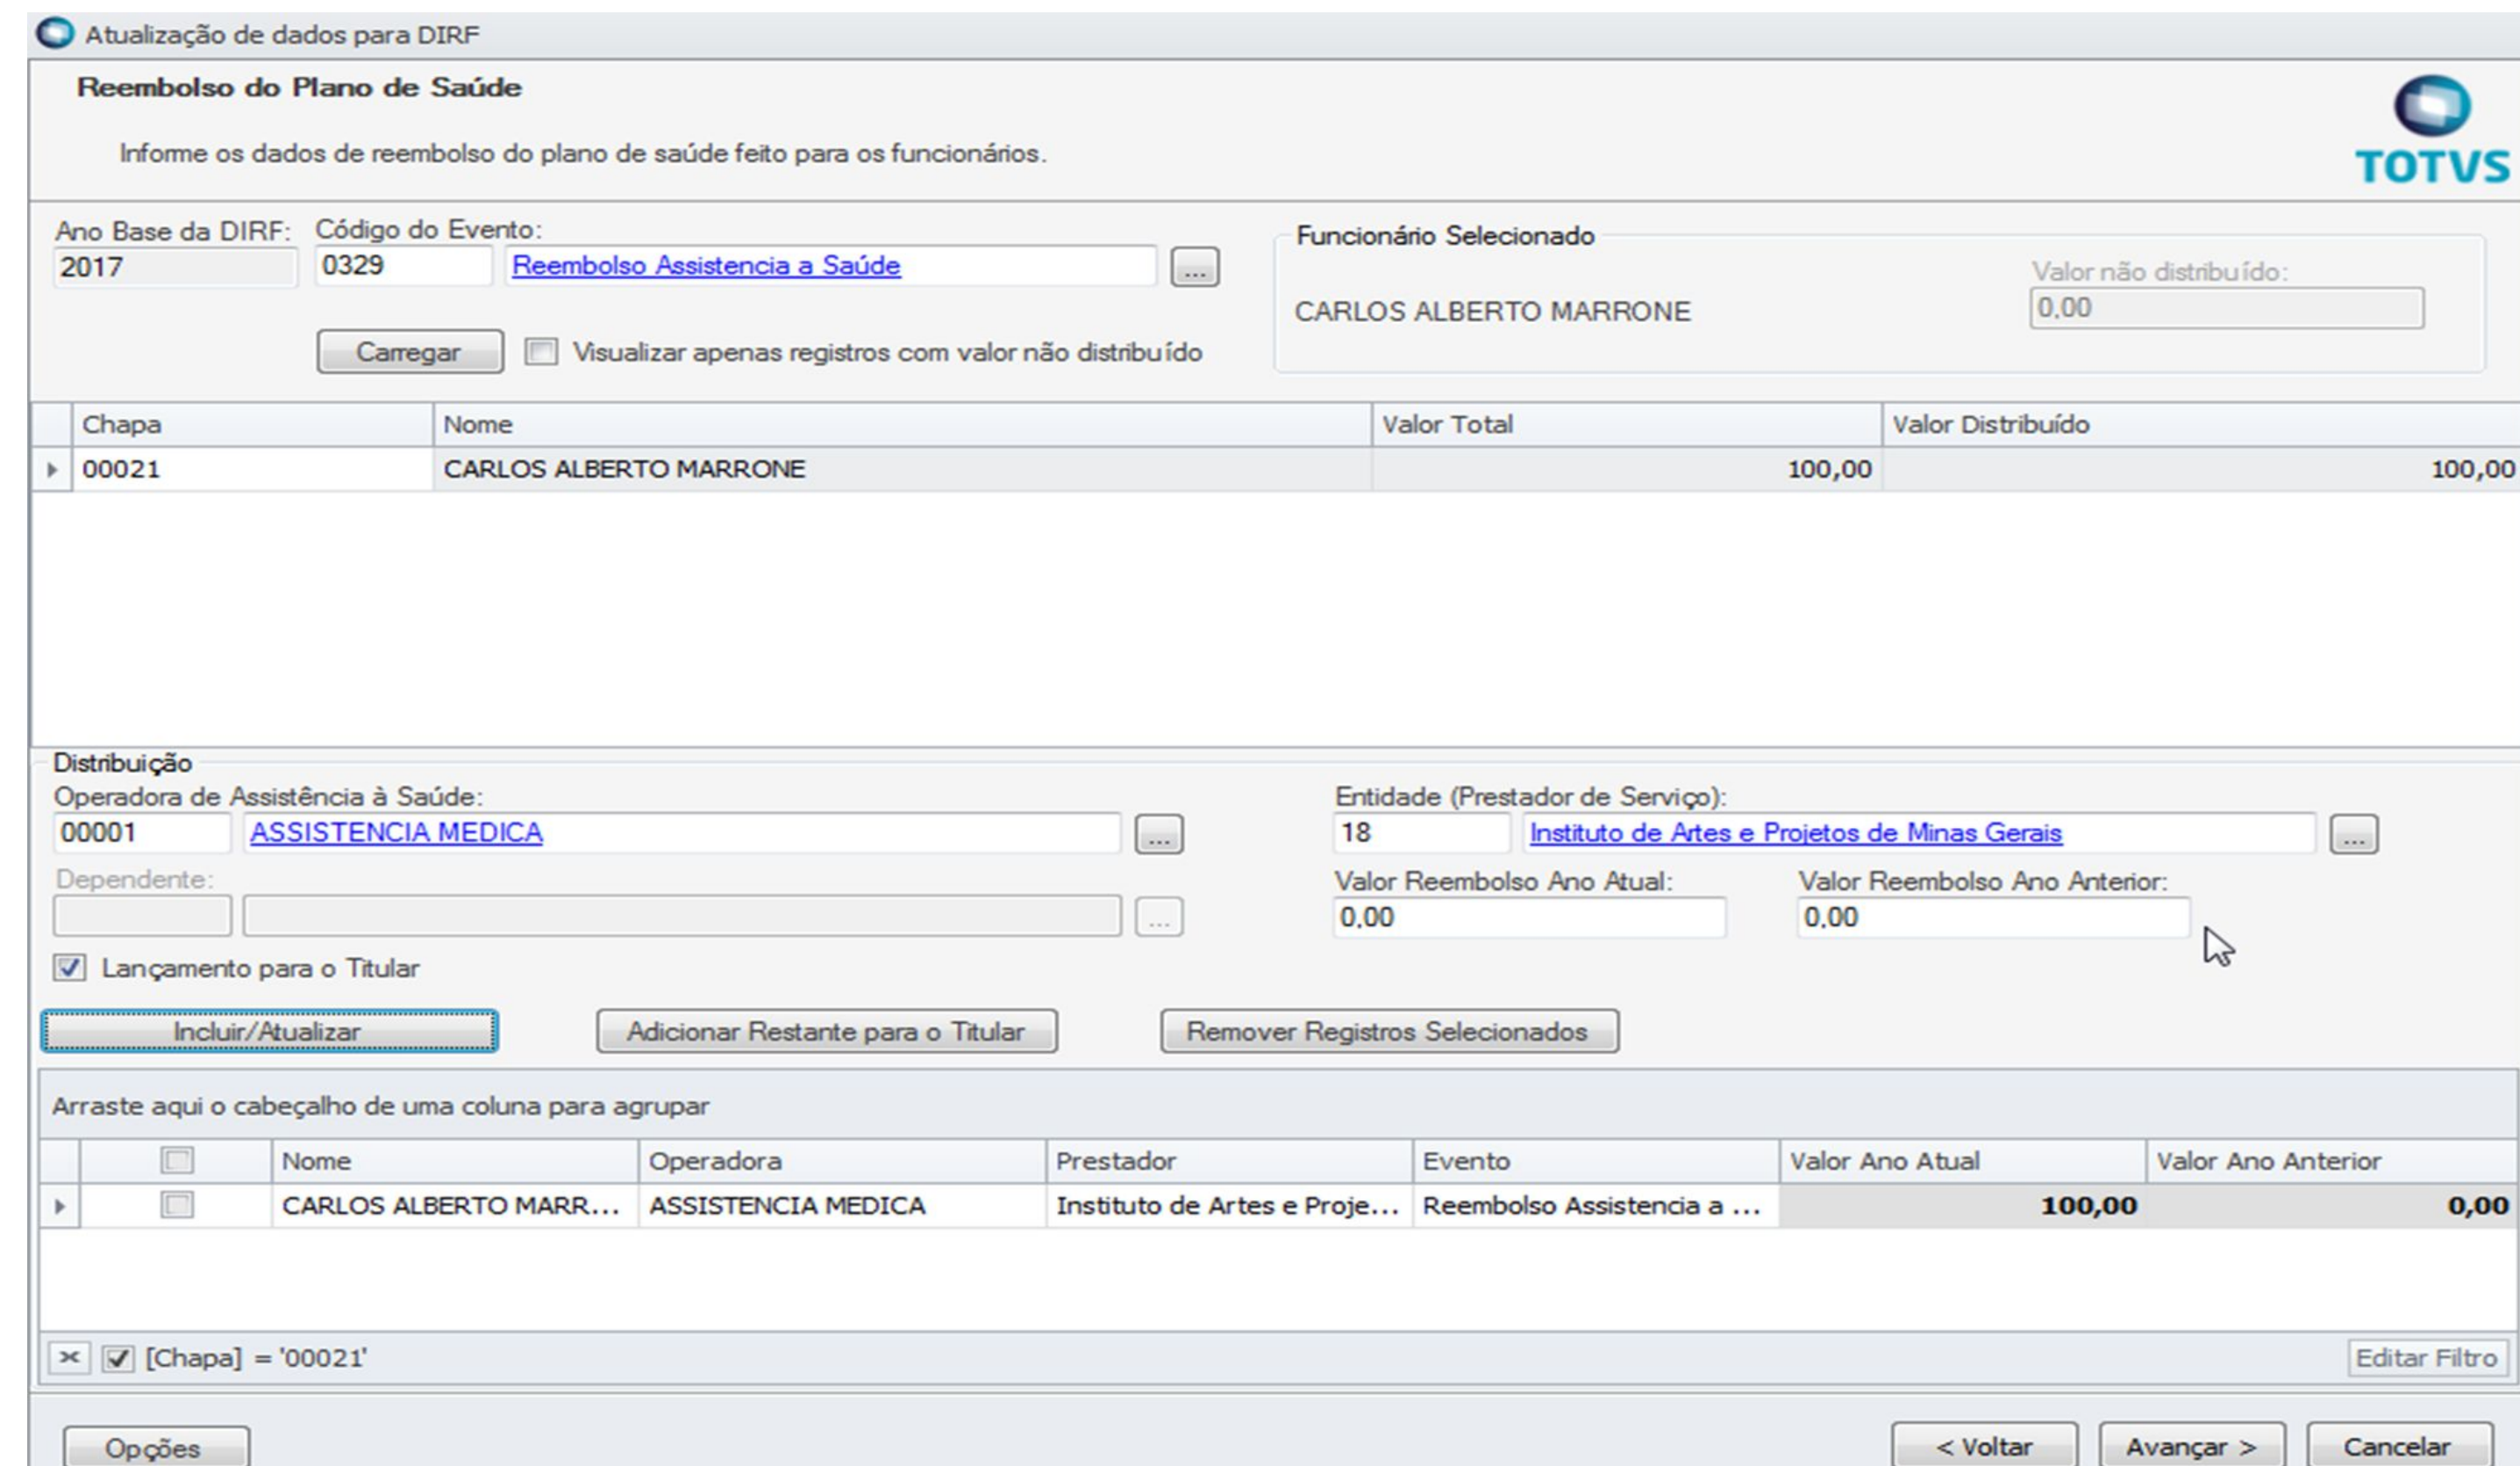 Atualização de dados para DIRF
Reembolso do Plano de Saúde
Informe os dados de reembolso do plano de saúde feito para os funcionários.
TOTVS
Ano Base da DIRF: Código do Evento:
2017 0329 Reembolso Assistencia a Saúde ...
Funcionário Selecionado
Valor não distribuído:
CARLOS ALBERTO MARRONE 0,00
Carregar Visualizar apenas registros com valor não distribuído
Chapa Nome Valor Total Valor Distribuído
00021 CARLOS ALBERTO MARRONE 100,00 100,00
Distribuição
Operadora de Assistência à Saúde: Entidade (Prestador de Serviço):
00001 ASSISTENCIA MEDICA ... 18 Instituto de Artes e Projetos de Minas Gerais ...
Dependente: Valor Reembolso Ano Atual: Valor Reembolso Ano Anterior:
... 0,00 0,00
Lançamento para o Titular
Incluir/Atualizar Adicionar Restante para o Titular Remover Registros Selecionados
Arraste aqui o cabeçalho de uma coluna para agrupar
Nome Operadora Prestador Evento Valor Ano Atual Valor Ano Anterior
CARLOS ALBERTO MARR... ASSISTENCIA MEDICA Instituto de Artes e Proje... Reembolso Assistencia a ... 100,00 0,00
[Chapa] = '00021' Editar Filtro
Opções < Voltar Avançar > Cancelar